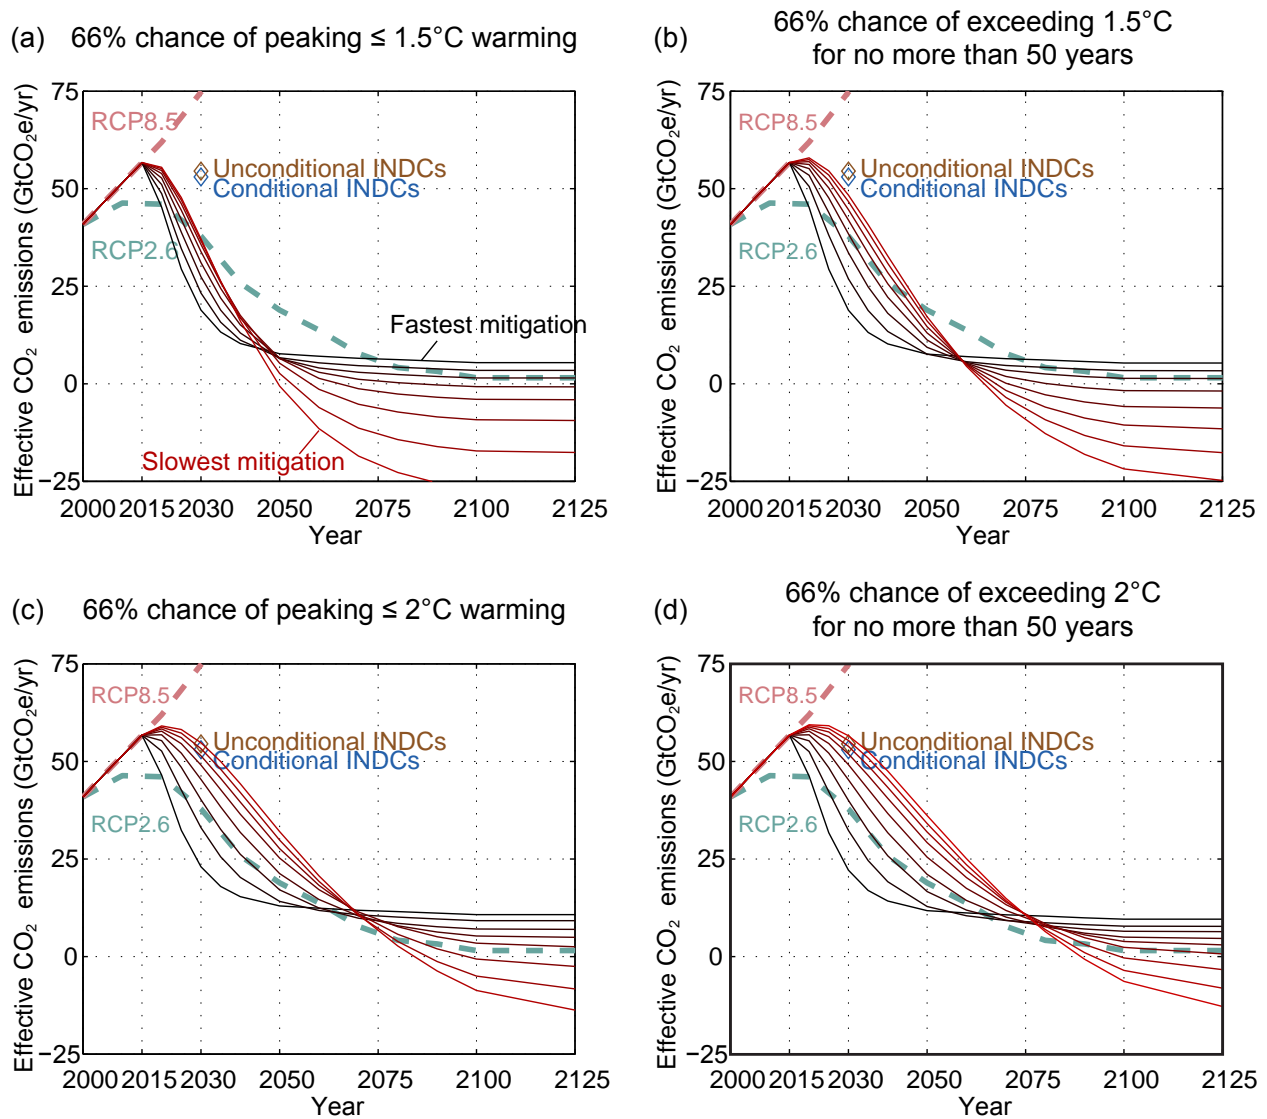 (a) 66% chance of peaking ≤ 1.5°C warming
Effective CO₂ emissions (GtCO₂e/yr)
75
50
25
0
−25
RCP8.5
Unconditional INDCs
Conditional INDCs
RCP2.6
Fastest mitigation
Slowest mitigation
2000 2015 2030 2050 2075 2100 2125
Year
(b) 66% chance of exceeding 1.5°C
for no more than 50 years
Effective CO₂ emissions (GtCO₂e/yr)
75
50
25
0
−25
RCP8.5
Unconditional INDCs
Conditional INDCs
RCP2.6
2000 2015 2030 2050 2075 2100 2125
Year
(c) 66% chance of peaking ≤ 2°C warming
Effective CO₂ emissions (GtCO₂e/yr)
75
50
25
0
−25
RCP8.5
Unconditional INDCs
Conditional INDCs
RCP2.6
2000 2015 2030 2050 2075 2100 2125
Year
(d) 66% chance of exceeding 2°C
for no more than 50 years
Effective CO₂ emissions (GtCO₂e/yr)
75
50
25
0
−25
RCP8.5
Unconditional INDCs
Conditional INDCs
RCP2.6
2000 2015 2030 2050 2075 2100 2125
Year